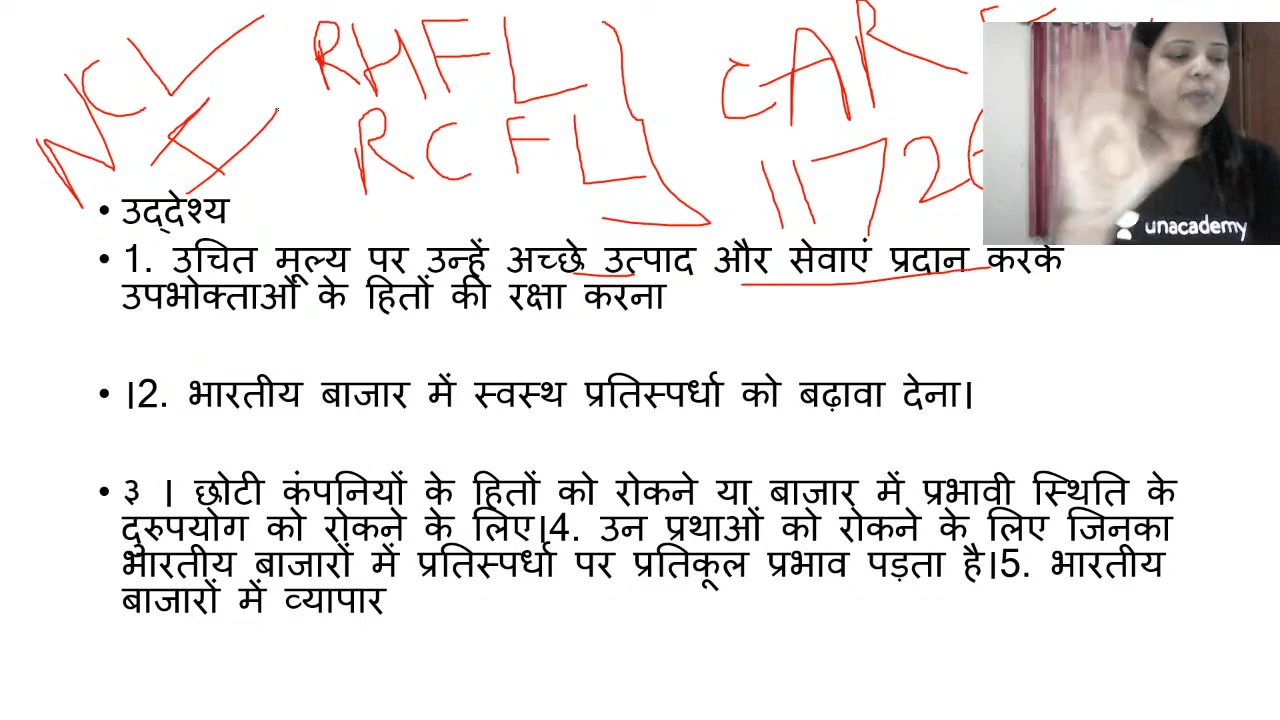 NCL
RHFL
CAR
I
RCFL
11726
unacademy
• उद्देश्य
• 1. उचित मूल्य पर उन्हें अच्छे उत्पाद और सेवाएं प्रदान करके
उपभोक्ताओं के हितों की रक्षा करना
• ।2. भारतीय बाजार में स्वस्थ प्रतिस्पर्धा को बढ़ावा देना।
• ३ । छोटी कंपनियों के हितों को रोकने या बाजार में प्रभावी स्थिति के
दुरुपयोग को रोकने के लिए।4. उन प्रथाओं को रोकने के लिए जिनका
भारतीय बाजारों में प्रतिस्पर्धा पर प्रतिकूल प्रभाव पड़ता है।5. भारतीय
बाजारों में व्यापार